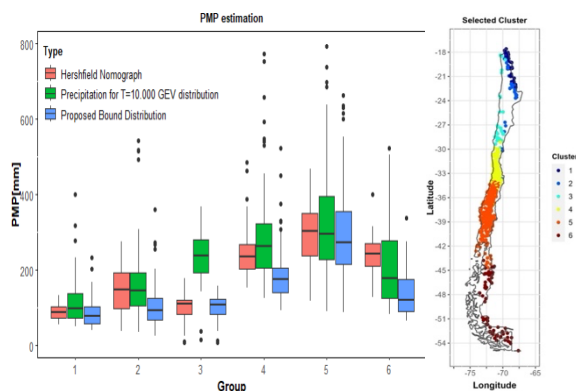 PMP estimation
Type
Hershfield Nomograph
Precipitation for T=10.000 GEV distribution
Proposed Bound Distribution
PMP[mm]
800
600
400
200
0
1 2 3 4 5 6
Group
Selected Cluster
Latitude
-18
-21
-24
-27
-30
-33
-36
-39
-42
-45
-48
-51
-54
-75 -70 -65
Longitude
Cluster
1
2
3
4
5
6